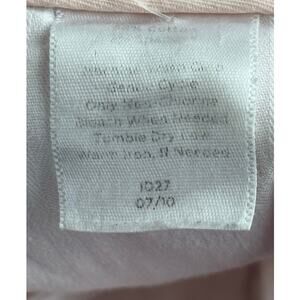 Cotton
Machine Wash Cold
Gentle Cycle
Only Non-Chlorine
Bleach When Needed
Tumble Dry Low
Warm Iron, If Needed
1027
07/10